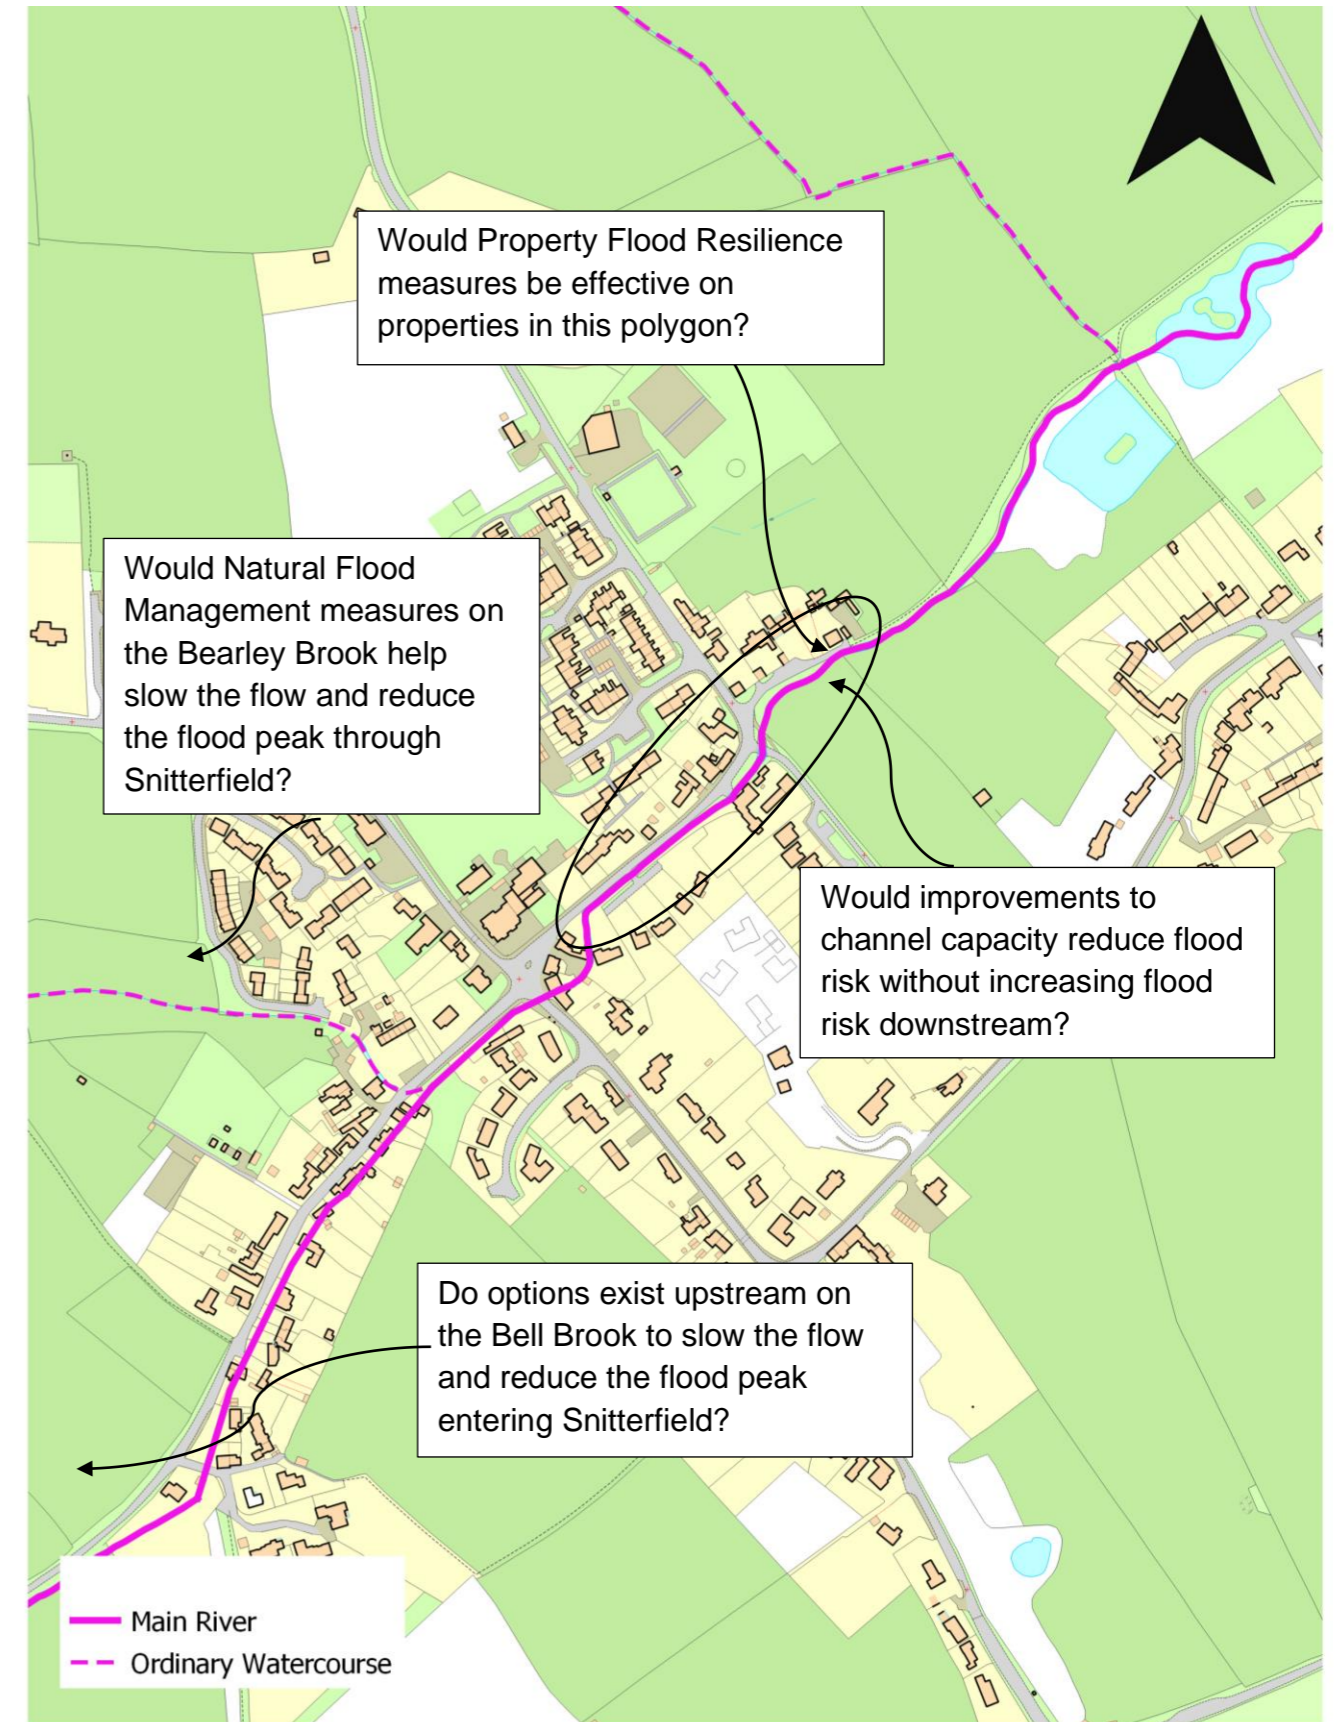 Would Property Flood Resilience
measures be effective on
properties in this polygon?
Would Natural Flood
Management measures on
the Bearley Brook help
slow the flow and reduce
the flood peak through
Snitterfield?
Would improvements to
channel capacity reduce flood
risk without increasing flood
risk downstream?
Do options exist upstream on
the Bell Brook to slow the flow
and reduce the flood peak
entering Snitterfield?
Main River
Ordinary Watercourse